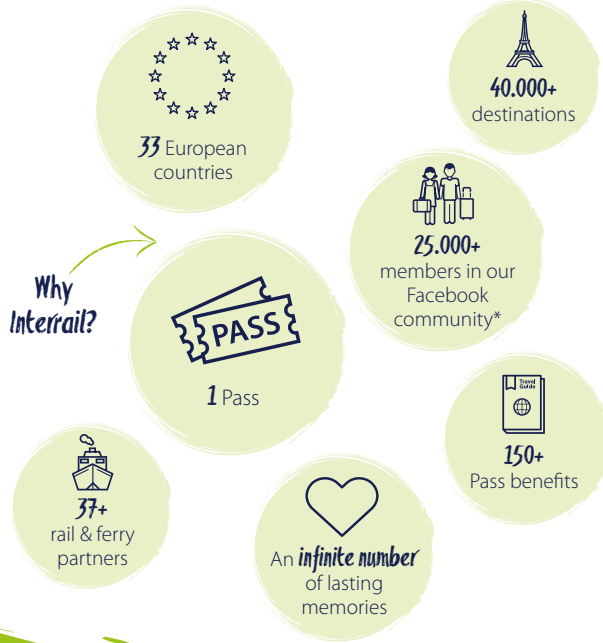 33 European
countries
40.000+
destinations
25.000+
members in our
Facebook
community*
Why
Interrail?
PASS
1 Pass
Travel
Guide
150+
Pass benefits
37+
rail & ferry
partners
An infinite number
of lasting
memories